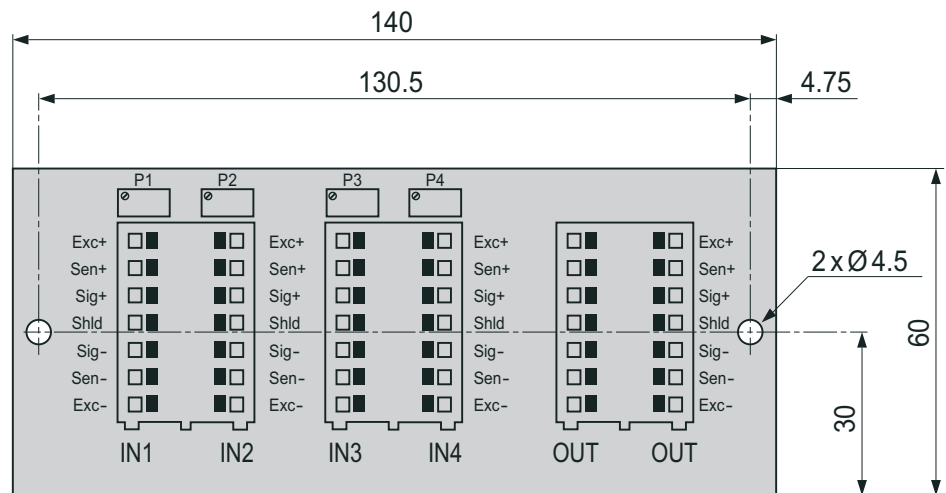 140
130.5 4.75
P1 P2 P3 P4
Exc+ Exc+ Exc+ Exc+
Sen+ Sen+ Sen+ Sen+
Sig+ Sig+ Sig+ Sig+
Shld Shld Shld Shld
Sig- Sig- Sig- Sig-
Sen- Sen- Sen- Sen-
Exc- Exc- Exc- Exc-
IN1 IN2 IN3 IN4 OUT OUT
2 x Ø 4.5
60
30